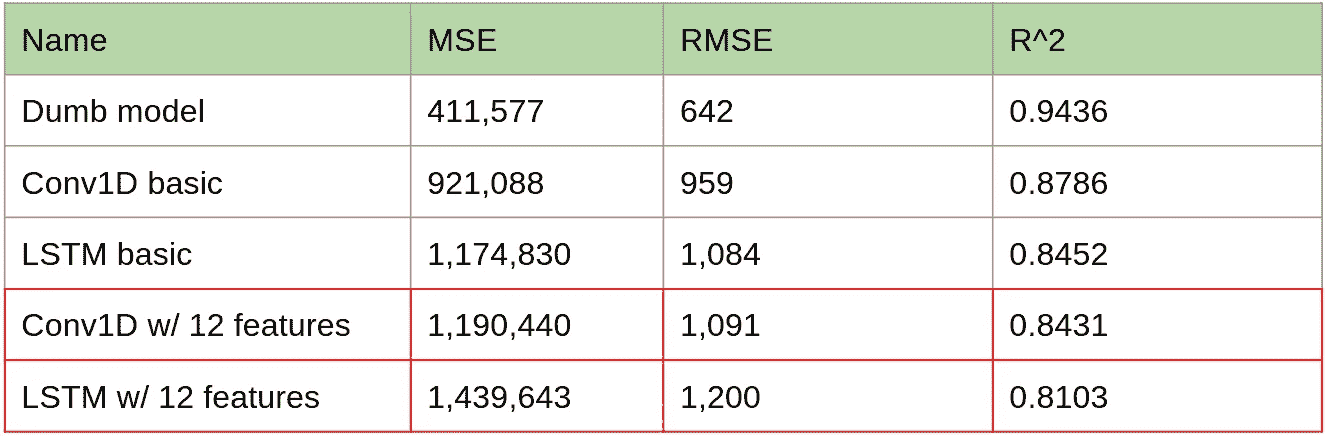 Name MSE RMSE R^2
Dumb model 411,577 642 0.9436
Conv1D basic 921,088 959 0.8786
LSTM basic 1,174,830 1,084 0.8452
Conv1D w/ 12 features 1,190,440 1,091 0.8431
LSTM w/ 12 features 1,439,643 1,200 0.8103